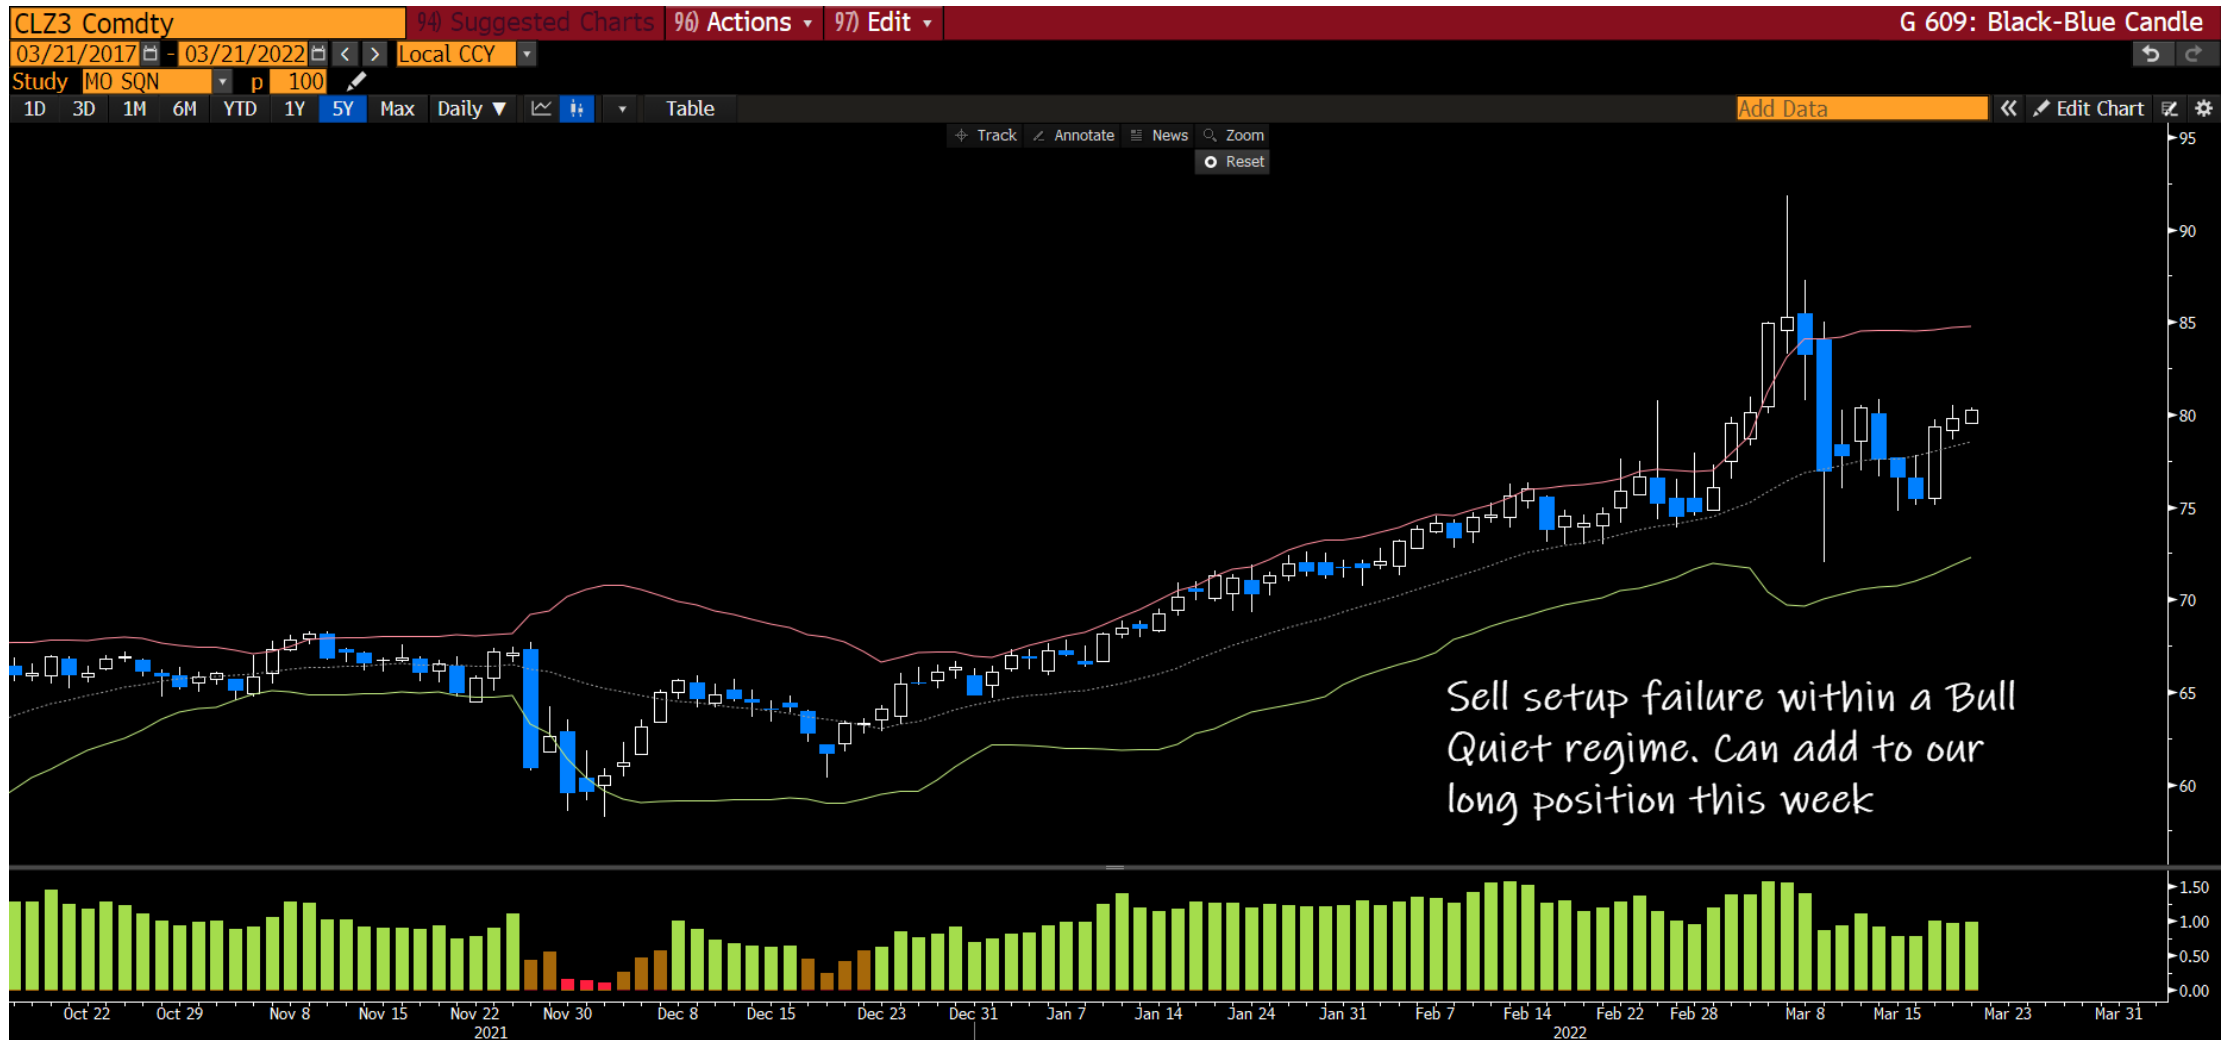 CLZ3 Comdty 94) Suggested Charts 96) Actions 97) Edit G 609: Black-Blue Candle
03/21/2017 - 03/21/2022 Local CCY
Study MO SQN p 100
1D 3D 1M 6M YTD 1Y 5Y Max Daily Table Add Data Edit Chart
Track Annotate News Zoom
Reset
95
90
85
80
75
70
65
60
Sell setup failure within a Bull
Quiet regime. Can add to our
long position this week
1.50
1.00
0.50
0.00
Oct 22 Oct 29 Nov 8 Nov 15 Nov 22 Nov 30 Dec 8 Dec 15 Dec 23 Dec 31 Jan 7 Jan 14 Jan 24 Jan 31 Feb 7 Feb 14 Feb 22 Feb 28 Mar 8 Mar 15 Mar 23 Mar 31
2021 2022